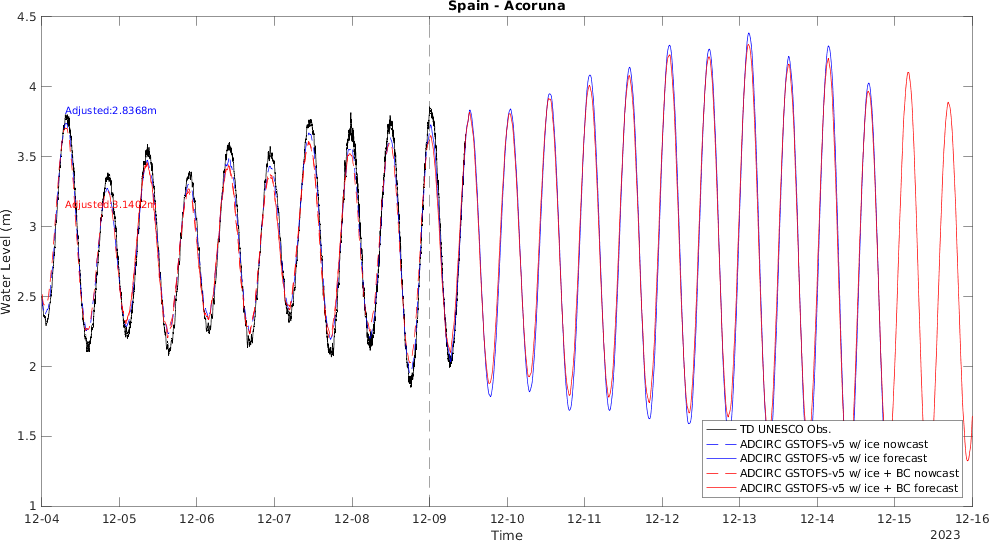 Spain - Acoruna
4.5
4
3.5
3
2.5
2
1.5
1
Water Level (m)
Adjusted:2.8368m
Adjusted:3.1402m
TD UNESCO Obs.
ADCIRC GSTOFS-v5 w/ ice nowcast
ADCIRC GSTOFS-v5 w/ ice forecast
ADCIRC GSTOFS-v5 w/ ice + BC nowcast
ADCIRC GSTOFS-v5 w/ ice + BC forecast
12-04 12-05 12-06 12-07 12-08 12-09 12-10 12-11 12-12 12-13 12-14 12-15 12-16
Time
2023